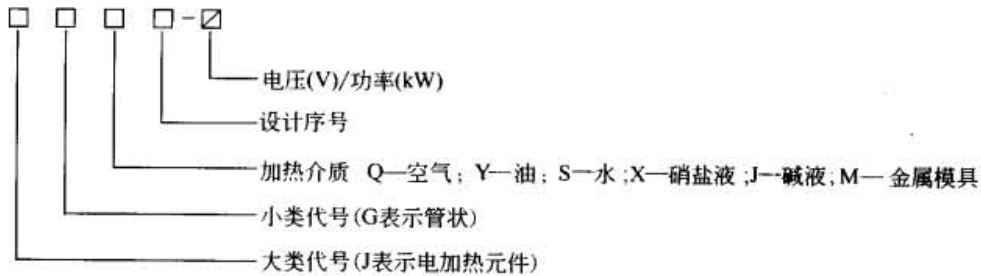 电压(V)/功率(kW)
设计序号
加热介质 Q—空气; Y—油; S—水;X—硝盐液;J—碱液,M—金属模具
小类代号(G表示管状)
大类代号(J表示电加热元件)